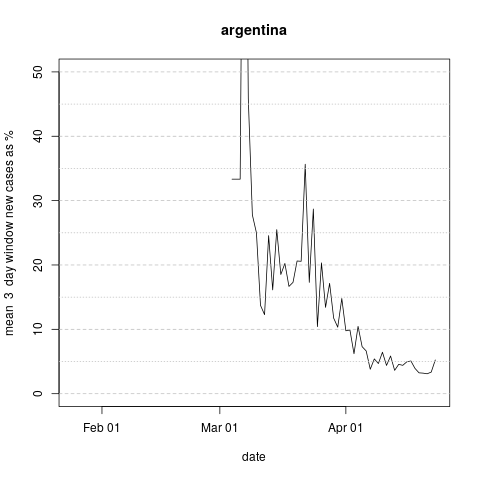 argentina
mean 3 day window new cases as %
50
40
30
20
10
0
Feb 01
Mar 01
Apr 01
date